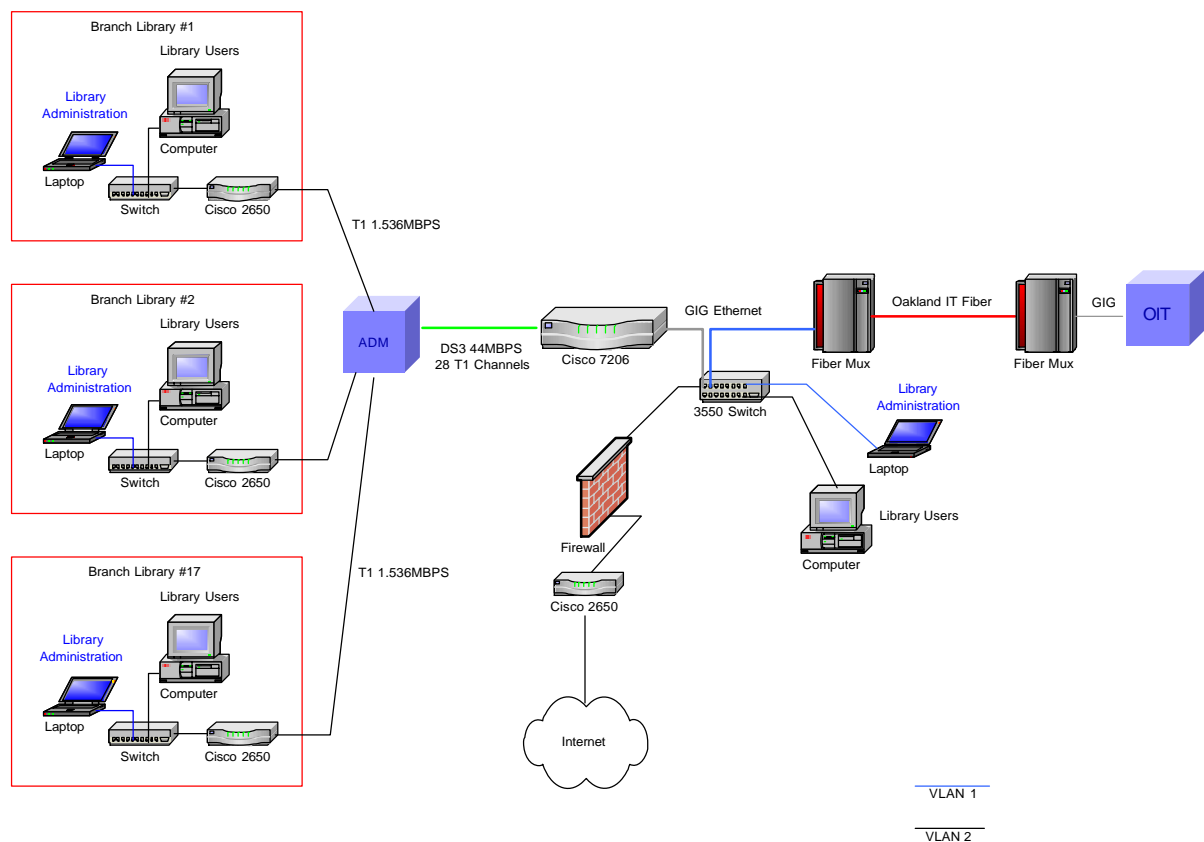 Branch Library #1
Library Users
Library
Administration
Computer
Laptop
Switch
Cisco 2650
T1 1.536MBPS
Branch Library #2
Library Users
Library
Administration
Computer
Laptop
Switch
Cisco 2650
Branch Library #17
Library Users
Library
Administration
Computer
Laptop
Switch
Cisco 2650
T1 1.536MBPS
ADM
DS3 44MBPS
28 T1 Channels
Cisco 7206
GIG Ethernet
3550 Switch
Fiber Mux
Oakland IT Fiber
Fiber Mux
GIG
OIT
Library
Administration
Laptop
Library Users
Computer
Firewall
Cisco 2650
Internet
VLAN 1
VLAN 2